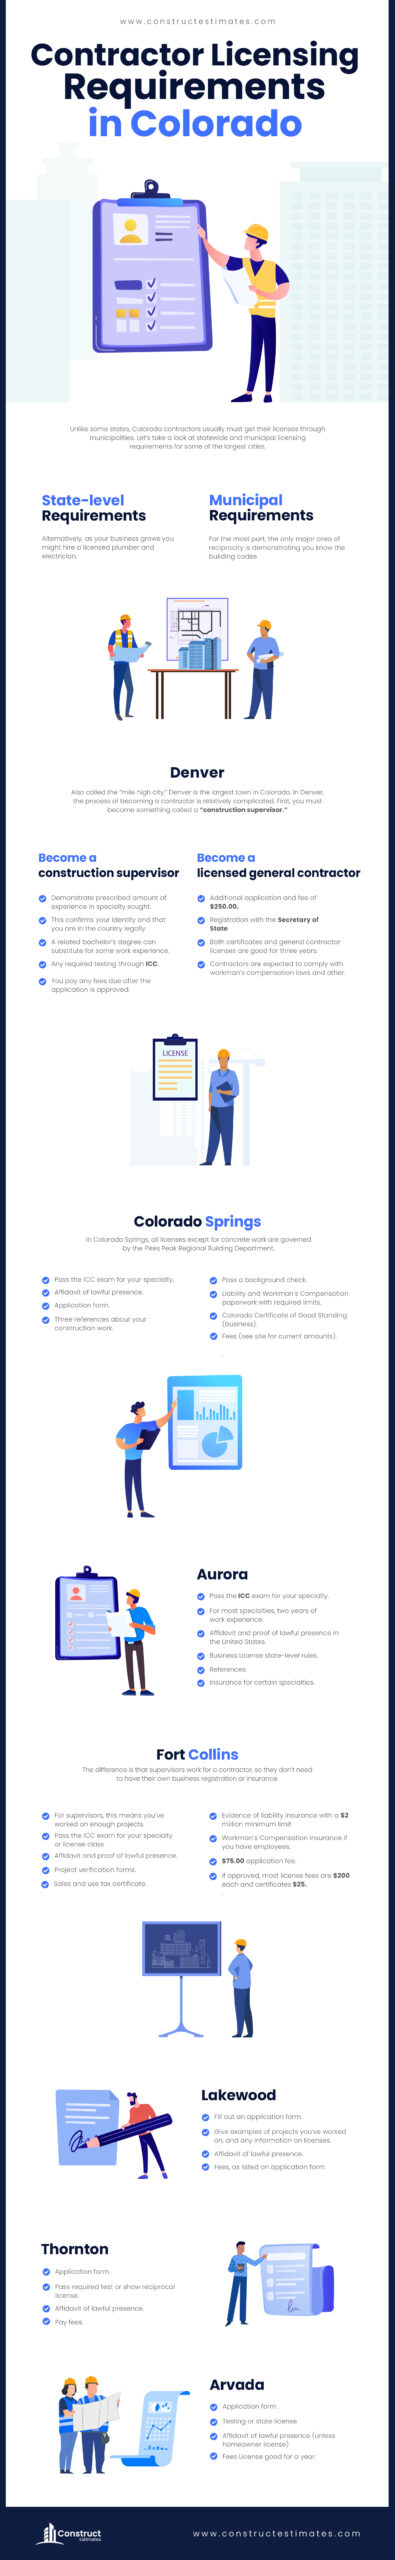 www.constructestimates.com
Contractor Licensing
Requirements
in Colorado
Unlike some states, Colorado contractors usually must get their licenses through
municipalities. Let's take a look at statewide and municipal licensing
requirements for some of the largest cities.
State-level
Requirements
Alternatively, as your business grows you
might hire a licensed plumber and
electrician.
Municipal
Requirements
For the most part, the only major area of
reciprocity is demonstrating you know the
building codes
Denver
Also called the "mile high city," Denver is the largest town in Colorado. In Denver,
the process of becoming a contractor is relatively complicated. First, you must
become something called a "construction supervisor."
Become a
construction supervisor
Demonstrate prescribed amount of
experience in specialty sought.
This confirms your identity and that
you are in the country legally.
A related bachelor's degree can
substitute for some work experience.
Any required testing through ICC.
You pay any fees due after the
application is approved.
Become a
licensed general contractor
Additional application and fee of
$250.00.
Registration with the Secretary of
State
Both certificates and general contractor
licenses are good for three years.
Contractors are expected to comply with
workman's compensation laws and other.
LICENSE
Colorado Springs
In Colorado Springs, all licenses except for concrete work are governed
by the Pikes Peak Regional Building Department.
Pass the ICC exam for your specialty.
Affidavit of lawful presence.
Application form.
Three references about your
construction work.
Pass a background check.
Liability and Workman's Compensation
paperwork with required limits.
Colorado Certificate of Good Standing
(business).
Fees (see site for current amounts).
.
Aurora
Pass the ICC exam for your specialty.
For most specialties, two years of
work experience.
Affidavit and proof of lawful presence in
the United States.
Business License state-level rules.
References
Insurance for certain specialties.
Fort Collins
The difference is that supervisors work for a contractor, so they don't need
to have their own business registration or insurance.
For supervisors, this means you've
worked on enough projects.
Pass the ICC exam for your specialty
or license class
Affidavit and proof of lawful presence.
Project verification forms.
Sales and use tax certificate.
Evidence of liability insurance with a $2
million minimum limit
Workman's Compensation insurance if
you have employees.
$75.00 application fee.
If approved, most license fees are $200
each and certificates $25.
.
Lakewood
Fill out an application form.
Give examples of projects you've worked
on, and any information on licenses.
Affidavit of lawful presence.
Fees, as listed on application form.
Thornton
Application form.
Pass required test or show reciprocal
license.
Affidavit of lawful presence.
Pay fees.
Arvada
Application form.
Testing or state license.
Affidavit of lawful presence (unless
homeowner license)
Fees License good for a year.
Construct
Estimates
www.constructestimates.com